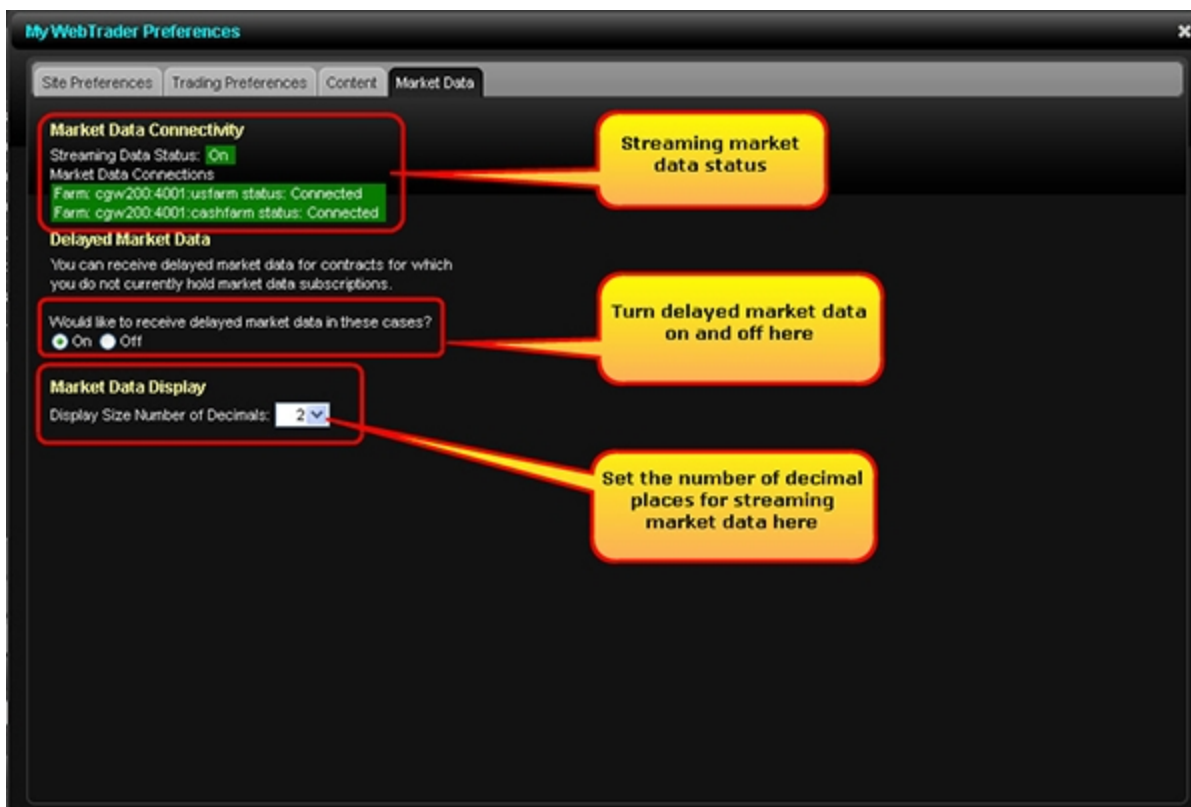 My WebTrader Preferences
Site Preferences Trading Preferences Content Market Data
Market Data Connectivity
Streaming Data Status: On
Market Data Connections
Farm: cgw200:4001:usfarm status: Connected
Farm: cgw200:4001:cashfarm status: Connected
Streaming market
data status
Delayed Market Data
You can receive delayed market data for contracts for which
you do not currently hold market data subscriptions.
Would like to receive delayed market data in these cases?
On Off
Turn delayed market data
on and off here
Market Data Display
Display Size Number of Decimals: 2
Set the number of decimal
places for streaming
market data here